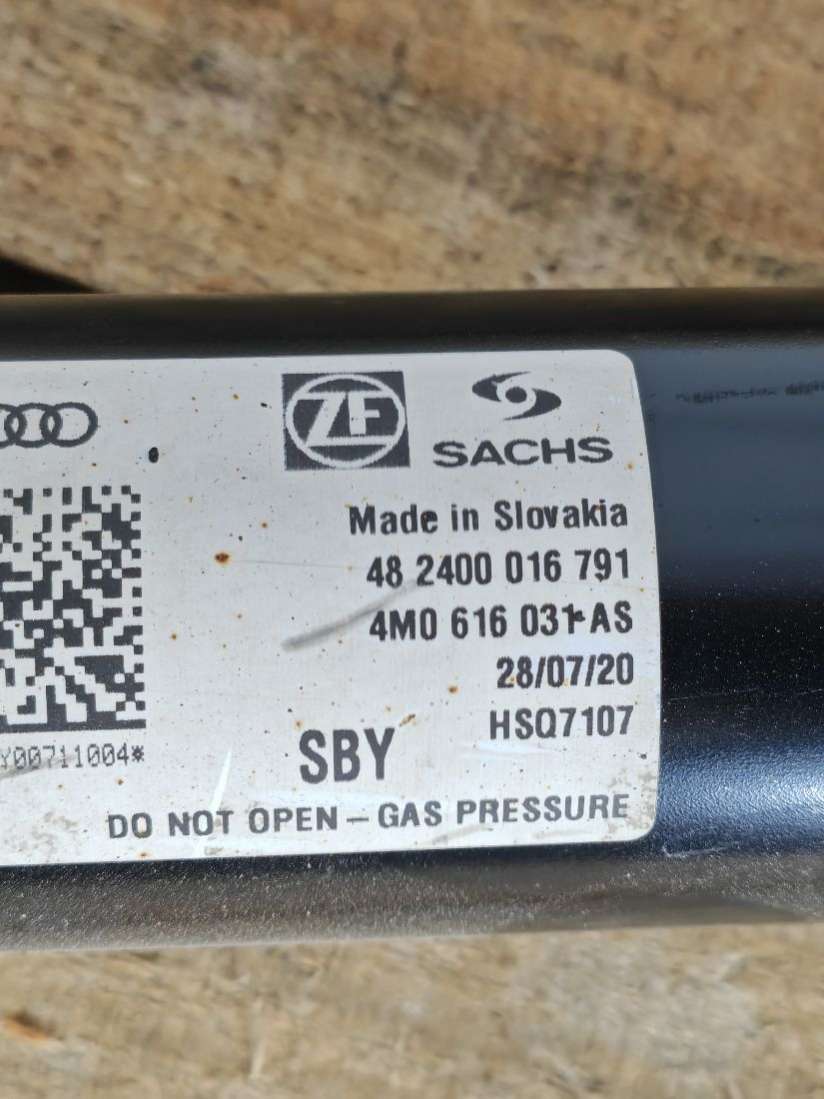 ZF
SACHS
Made in Slovakia
48 2400 016 791
4M0 616 031 AS
28/07/20
HSQ7107
SBY
Y00711004*
DO NOT OPEN – GAS PRESSURE